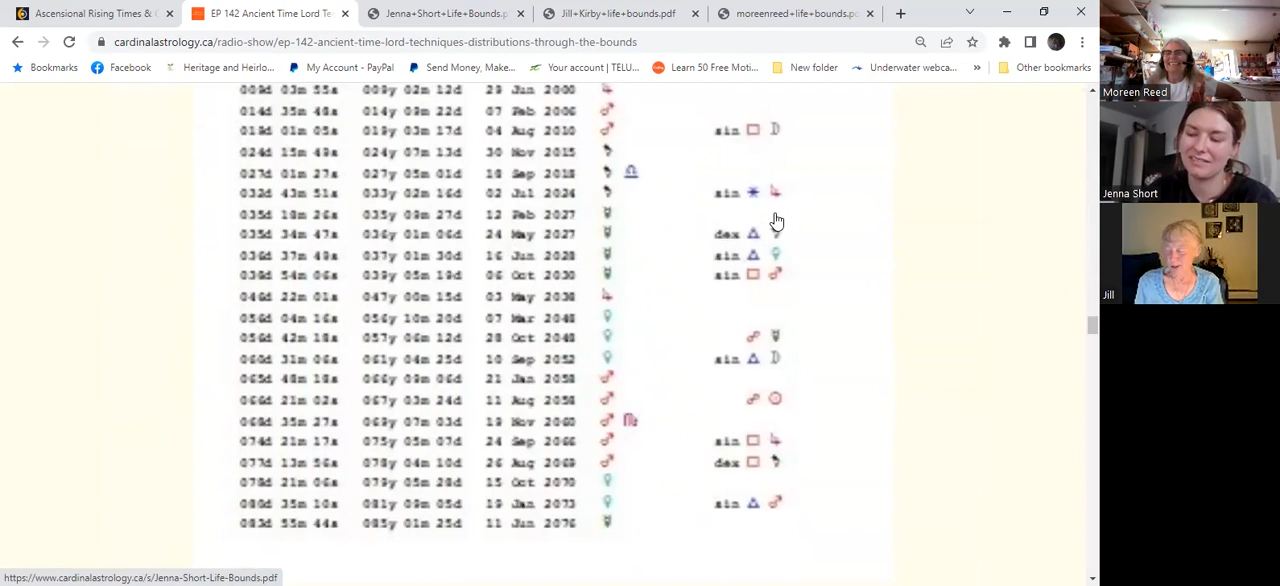 Ascensional Rising Times & C
EP 142 Ancient Time Lord Te
Jenna+Short+Life+Bounds.p
Jill+Kirby+life+bounds.pdf
moreenreed+life+bounds.pd
cardinalastrology.ca/radio-show/ep-142-ancient-time-lord-techniques-distributions-through-the-bounds
Bookmarks Facebook Heritage and Heirlo... My Account - PayPal Send Money, Make... Your account | TELU... Learn 50 Free Motiv... New folder Underwater webca... » Other bookmarks
Moreen Reed
Jenna Short
Jill
014d 35m 48s 014y 09m 22d 07 Feb 2006
019d 01m 05s 019y 03m 17d 04 Aug 2010 sin
024d 15m 49s 024y 07m 13d 30 Nov 2015
027d 01m 27s 027y 05m 01d 18 Sep 2018
032d 43m 51s 033y 02m 16d 02 Jul 2024 sin
035d 10m 26s 035y 09m 27d 12 Feb 2027
035d 34m 47s 036y 01m 06d 24 May 2027 dex
036d 37m 49s 037y 01m 30d 16 Jun 2028 sin
038d 54m 06s 039y 05m 19d 06 Oct 2030 sin
046d 22m 01s 047y 00m 15d 03 May 2038
056d 04m 16s 056y 10m 20d 07 Mar 2048
056d 42m 18s 057y 06m 12d 28 Oct 2048
060d 31m 06s 061y 04m 25d 10 Sep 2052 sin
065d 48m 18s 066y 09m 06d 21 Jan 2058
066d 21m 02s 067y 03m 24d 11 Aug 2058
068d 35m 27s 069y 07m 03d 19 Nov 2060
074d 21m 17s 075y 05m 07d 24 Sep 2066 sin
077d 13m 56s 078y 04m 10d 26 Aug 2069 dex
078d 21m 06s 079y 05m 28d 15 Oct 2070
080d 35m 10s 081y 09m 05d 19 Jan 2073 sin
083d 55m 44s 085y 01m 25d 11 Jun 2076
https://www.cardinalastrology.ca/s/Jenna-Short-Life-Bounds.pdf